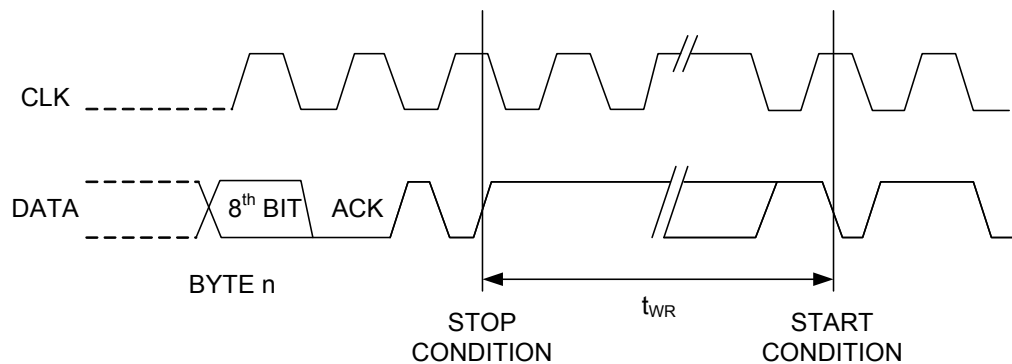 CLK
DATA
8th BIT
ACK
BYTE n
tWR
STOP
CONDITION
START
CONDITION